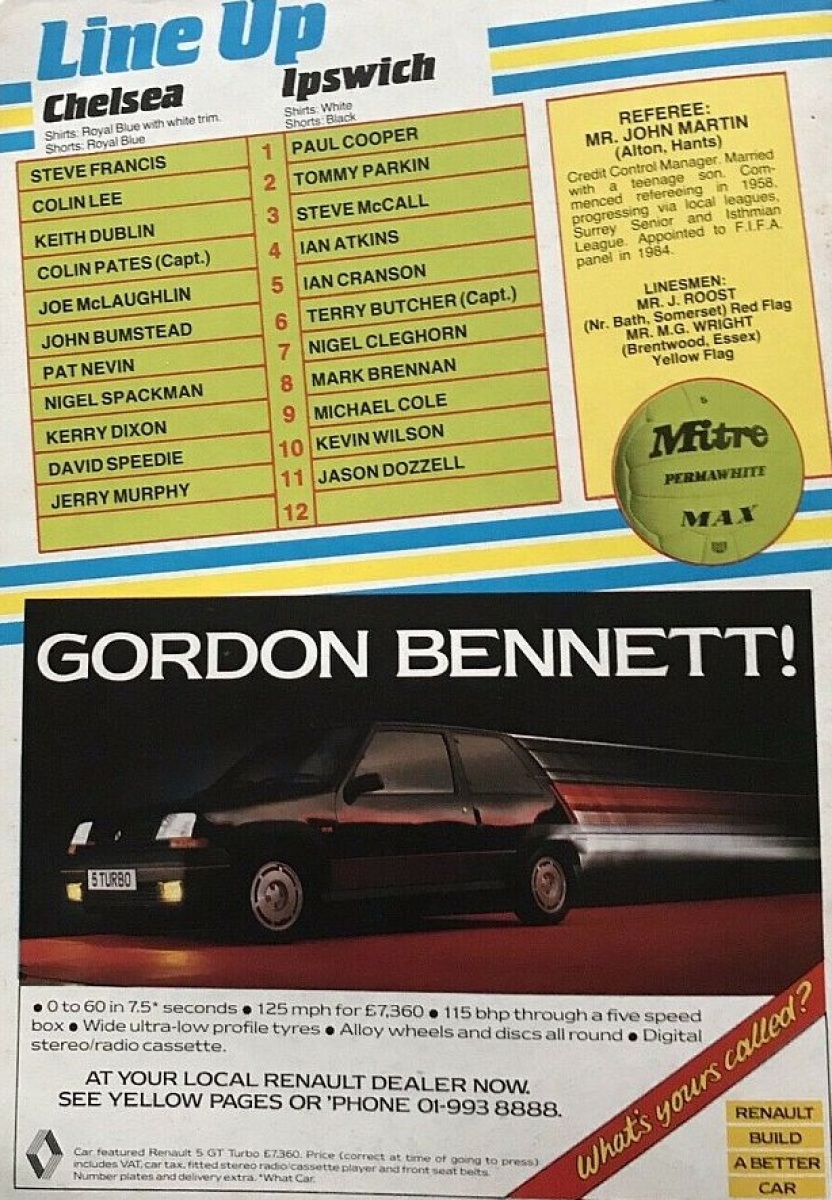 Line Up
Chelsea
Shirts: Royal Blue with white trim.
Shorts: Royal Blue
Ipswich
Shirts: White
Shorts: Black
STEVE FRANCIS 1 PAUL COOPER
COLIN LEE 2 TOMMY PARKIN
KEITH DUBLIN 3 STEVE McCALL
COLIN PATES (Capt.) 4 IAN ATKINS
JOE McLAUGHLIN 5 IAN CRANSON
JOHN BUMSTEAD 6 TERRY BUTCHER (Capt.)
PAT NEVIN 7 NIGEL CLEGHORN
NIGEL SPACKMAN 8 MARK BRENNAN
KERRY DIXON 9 MICHAEL COLE
DAVID SPEEDIE 10 KEVIN WILSON
JERRY MURPHY 11 JASON DOZZELL
12
REFEREE:
MR. JOHN MARTIN
(Alton, Hants)
Credit Control Manager. Married
with a teenage son. Com-
menced refereeing in 1958,
progressing via local leagues,
Surrey Senior and Isthmian
League. Appointed to F.I.F.A.
panel in 1984.
LINESMEN:
MR. J. ROOST
(Nr. Bath, Somerset) Red Flag
MR. M.G. WRIGHT
(Brentwood, Essex)
Yellow Flag
Mitre
PERMAWHITE
MAX
GORDON BENNETT!
5 TURBO
• 0 to 60 in 7.5* seconds • 125 mph for £7,360 • 115 bhp through a five speed
box • Wide ultra-low profile tyres • Alloy wheels and discs all round • Digital
stereo/radio cassette.
AT YOUR LOCAL RENAULT DEALER NOW.
SEE YELLOW PAGES OR 'PHONE 01-993 8888.
Car featured Renault 5 GT Turbo £7,360. Price (correct at time of going to press)
includes VAT, car tax, fitted stereo radio/cassette player and front seat belts.
Number plates and delivery extra. *What Car.
What's yours called?
RENAULT
BUILD
A BETTER
CAR